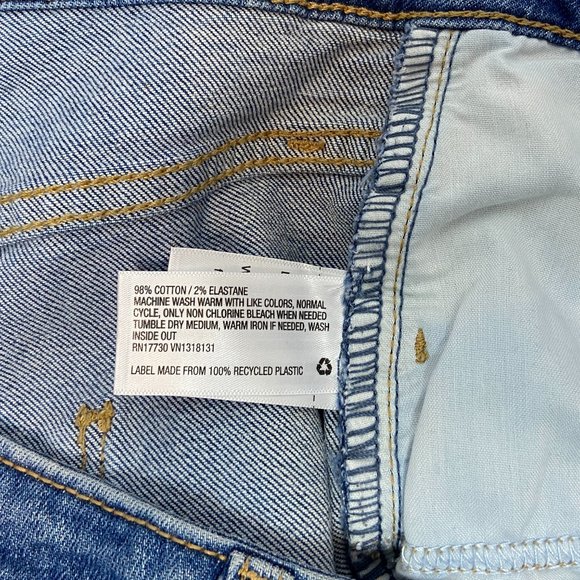 98% COTTON / 2% ELASTANE
MACHINE WASH WARM WITH LIKE COLORS, NORMAL
CYCLE, ONLY NON CHLORINE BLEACH WHEN NEEDED
TUMBLE DRY MEDIUM, WARM IRON IF NEEDED, WASH
INSIDE OUT
RN17730 VN1318131
LABEL MADE FROM 100% RECYCLED PLASTIC